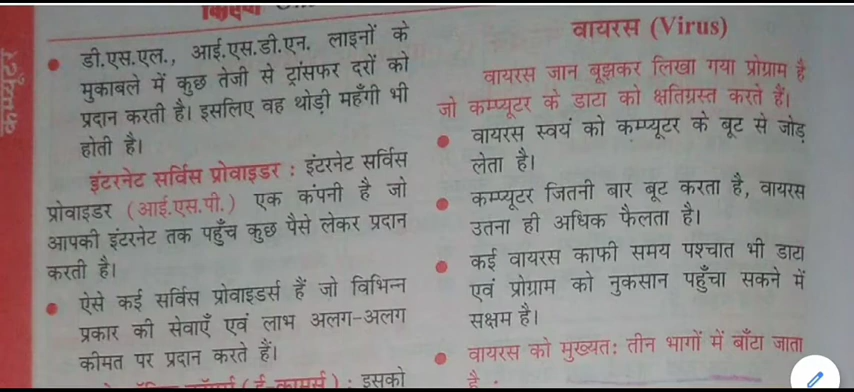 कम्प्यूटर
डी.एस.एल., आई.एस.डी.एन. लाइनों के
मुकाबले में कुछ तेजी से ट्रांसफर दरों को
प्रदान करती है। इसलिए वह थोड़ी महँगी भी
होती है।
इंटरनेट सर्विस प्रोवाइडर : इंटरनेट सर्विस
प्रोवाइडर (आई.एस.पी.) एक कंपनी है जो
आपकी इंटरनेट तक पहुँच कुछ पैसे लेकर प्रदान
करती है।
ऐसे कई सर्विस प्रोवाइडर्स हैं जो विभिन्न
प्रकार की सेवाएँ एवं लाभ अलग-अलग
कीमत पर प्रदान करते हैं।
(ई-कामर्स) : इसको
वायरस (Virus)
वायरस जान बूझकर लिखा गया प्रोग्राम है
जो कम्प्यूटर के डाटा को क्षतिग्रस्त करते हैं।
वायरस स्वयं को कम्प्यूटर के बूट से जोड़
लेता है।
कम्प्यूटर जितनी बार बूट करता है, वायरस
उतना ही अधिक फैलता है।
कई वायरस काफी समय पश्चात भी डाटा
एवं प्रोग्राम को नुकसान पहुँचा सकने में
सक्षम है।
वायरस को मुख्यतः तीन भागों में बाँटा जाता
है :